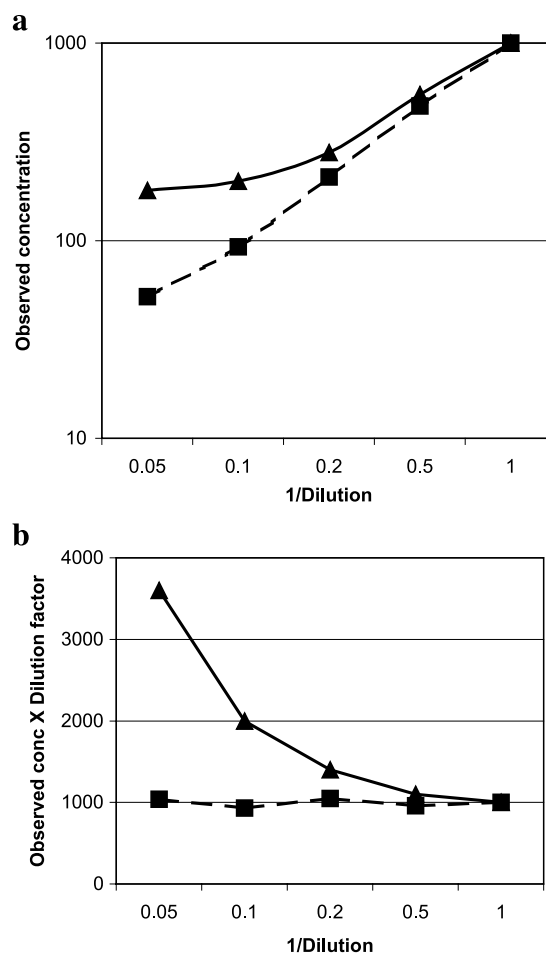 a
Observed concentration
1000
100
10
0.05 0.1 0.2 0.5 1
1/Dilution
b
Observed conc X Dilution factor
4000
3000
2000
1000
0
0.05 0.1 0.2 0.5 1
1/Dilution